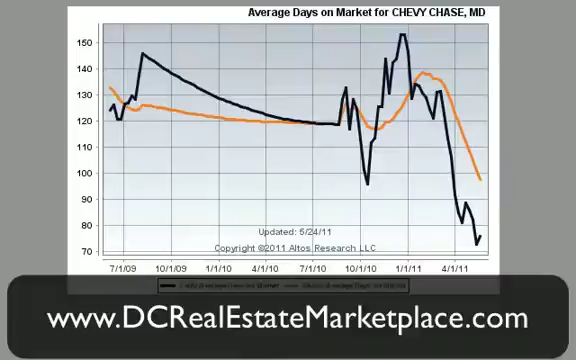 Average Days on Market for CHEVY CHASE, MD
150
140
130
120
110
100
90
80
70
Updated: 5/24/11
Copyright ©2011 Altos Research LLC
7/1/09 10/1/09 1/1/10 4/1/10 7/1/10 10/1/10 1/1/11 4/1/11
www.DCRealEstateMarketplace.com